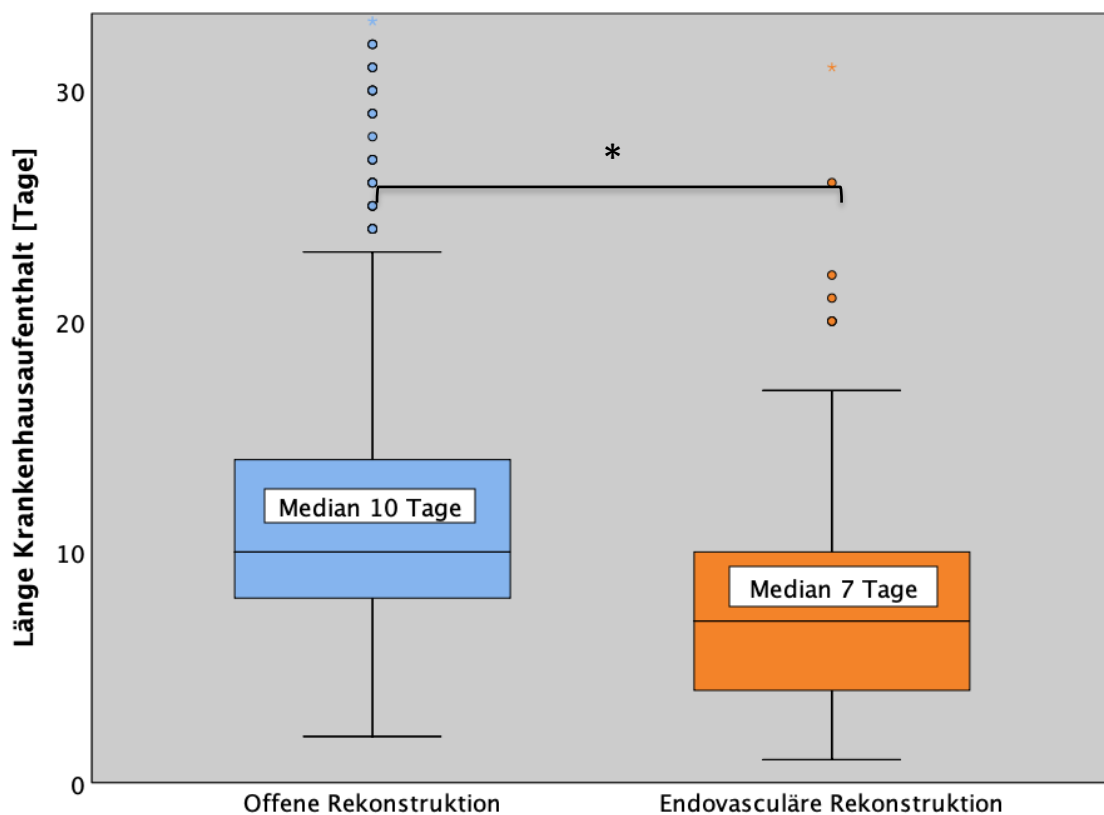 Länge Krankenhausaufenthalt [Tage]
30
20
10
0
*
Median 10 Tage
Median 7 Tage
Offene Rekonstruktion
Endovasculäre Rekonstruktion